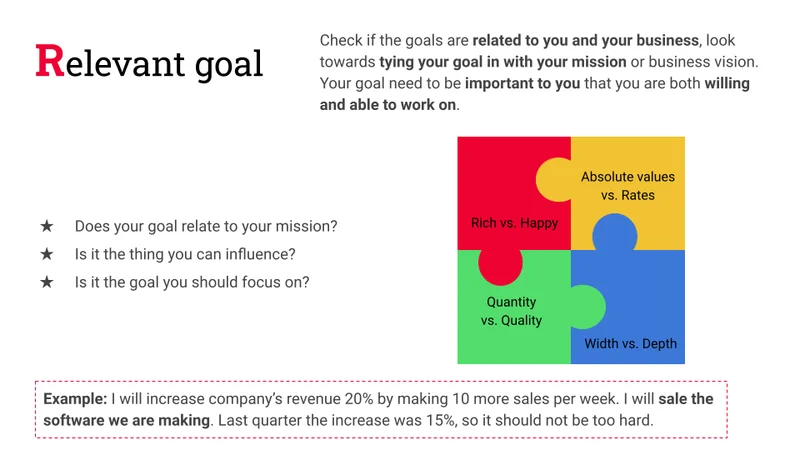 Relevant goal
Check if the goals are related to you and your business, look
towards tying your goal in with your mission or business vision.
Your goal need to be important to you that you are both willing
and able to work on.
★ Does your goal relate to your mission?
★ Is it the thing you can influence?
★ Is it the goal you should focus on?
Rich vs. Happy
Absolute values
vs. Rates
Quantity
vs. Quality
Width vs. Depth
Example: I will increase company’s revenue 20% by making 10 more sales per week. I will sale the
software we are making. Last quarter the increase was 15%, so it should not be too hard.